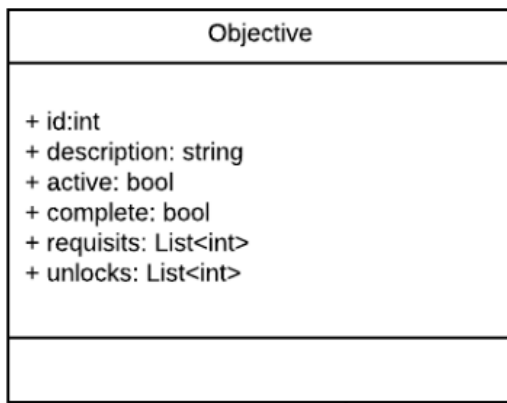 Objective
+ id:int
+ description: string
+ active: bool
+ complete: bool
+ requisits: List<int>
+ unlocks: List<int>